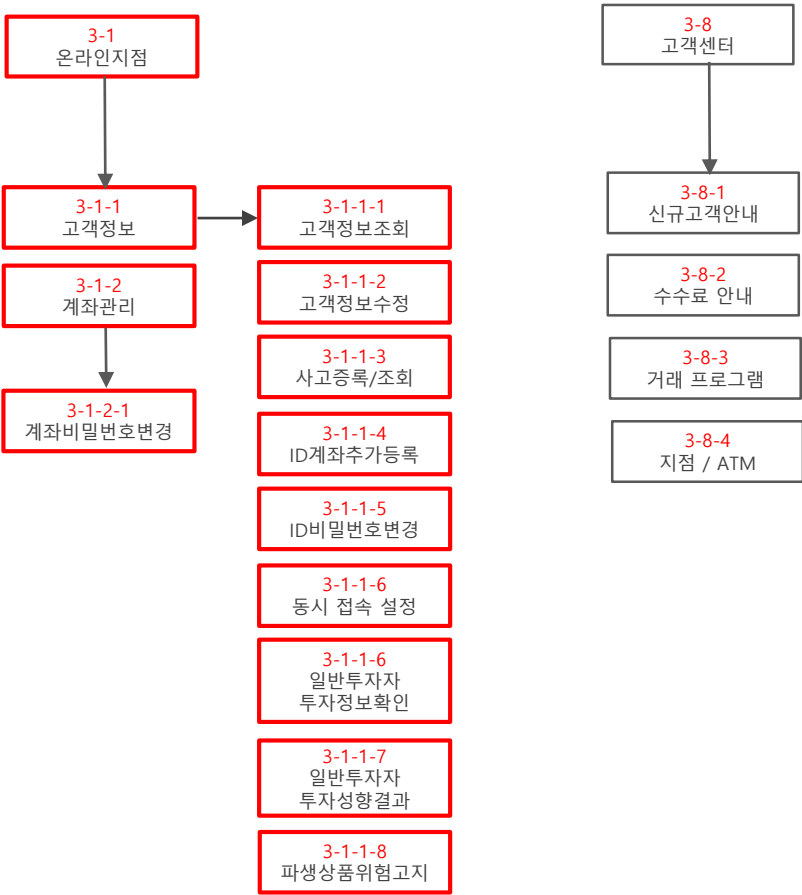 3-1
온라인지점
3-1-1
고객정보
3-1-2
계좌관리
3-1-2-1
계좌비밀번호변경
3-1-1-1
고객정보조회
3-1-1-2
고객정보수정
3-1-1-3
사고증록/조회
3-1-1-4
ID계좌추가등록
3-1-1-5
ID비밀번호변경
3-1-1-6
동시 접속 설정
3-1-1-6
일반투자자
투자정보확인
3-1-1-7
일반투자자
투자성향결과
3-1-1-8
파생상품위험고지
3-8
고객센터
3-8-1
신규고객안내
3-8-2
수수료 안내
3-8-3
거래 프로그램
3-8-4
지점 / ATM